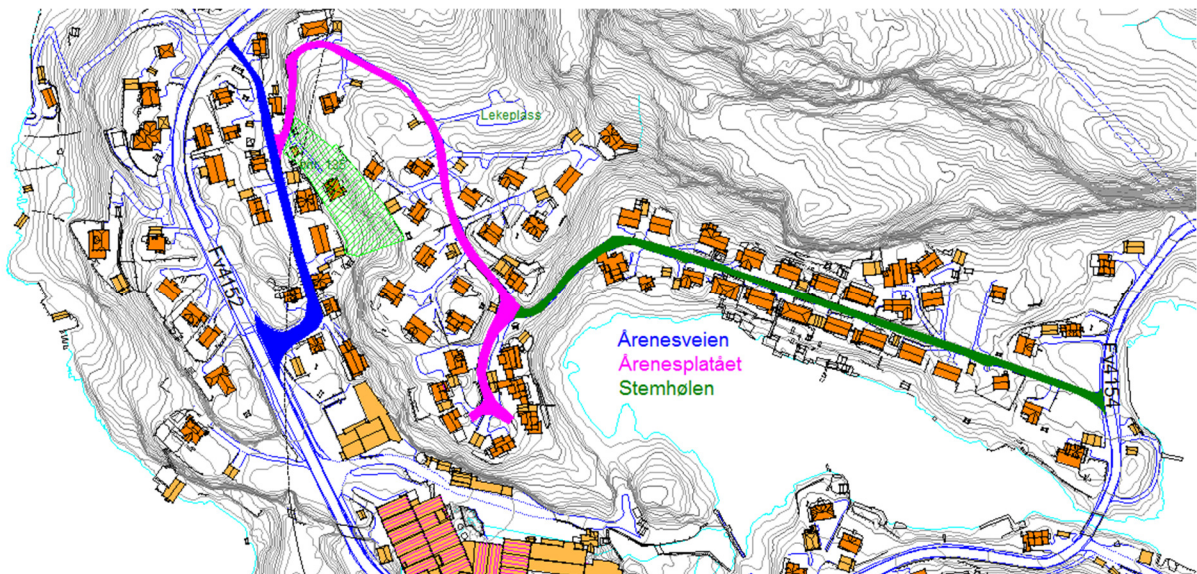 Lekeplass
Fv4152
Årenesveien
Årenesplatået
Stemhølen
Fv4154